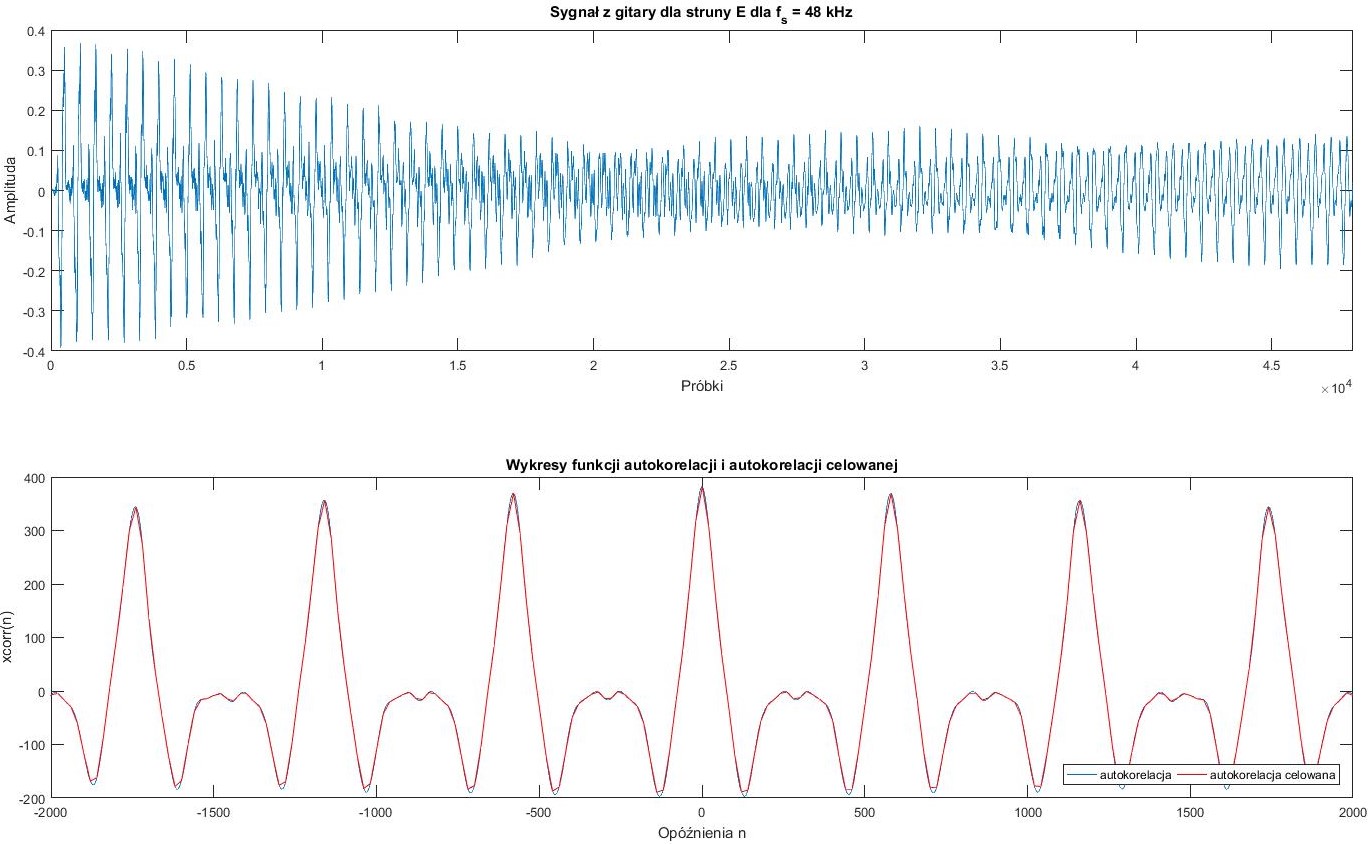 Sygnał z gitary dla struny E dla fs = 48 kHz
Amplituda
0.4
0.3
0.2
0.1
0
-0.1
-0.2
-0.3
-0.4
0 0.5 1 1.5 2 2.5 3 3.5 4 4.5
Próbki
×10^4
Wykresy funkcji autokorelacji i autokorelacji celowanej
xcorr(n)
400
300
200
100
0
-100
-200
autokorelacja autokorelacja celowana
-2000 -1500 -1000 -500 0 500 1000 1500 2000
Opóźnienia n